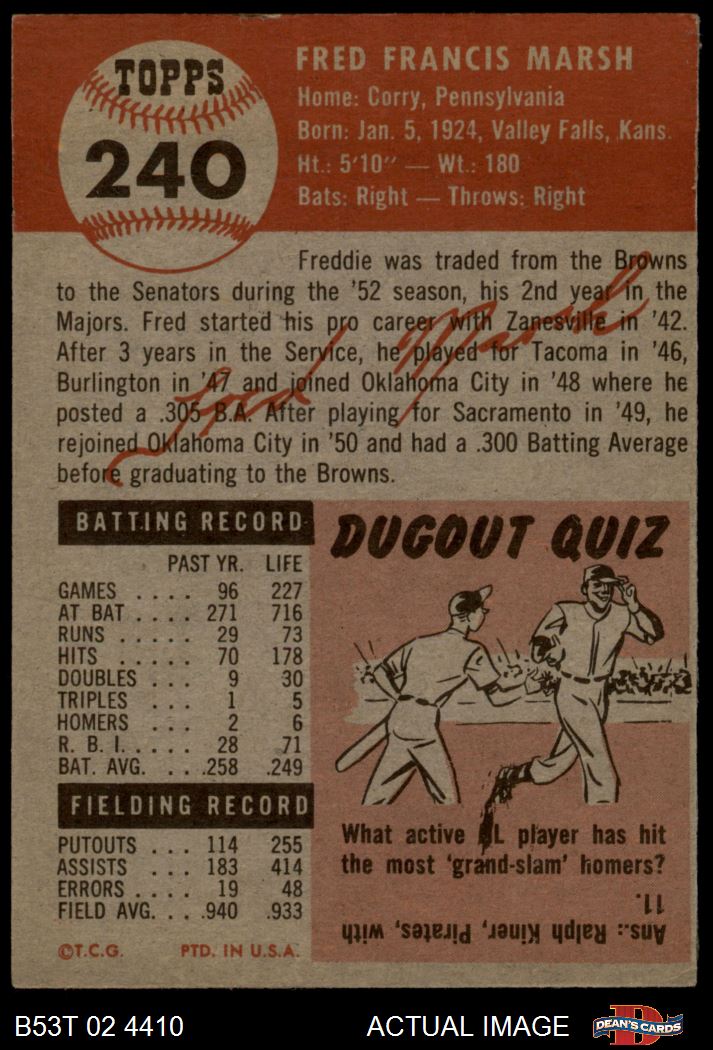 TOPPS
240
FRED FRANCIS MARSH
Home: Corry, Pennsylvania
Born: Jan. 5, 1924, Valley Falls, Kans.
Ht.: 5'10" — Wt.: 180
Bats: Right — Throws: Right
Freddie was traded from the Browns
to the Senators during the '52 season, his 2nd year in the
Majors. Fred started his pro career with Zanesville in '42.
After 3 years in the Service, he played for Tacoma in '46,
Burlington in '47 and joined Oklahoma City in '48 where he
posted a .305 B.A. After playing for Sacramento in '49, he
rejoined Oklahoma City in '50 and had a .300 Batting Average
before graduating to the Browns.
Fred Marsh
BATTING RECORD
PAST YR. LIFE
GAMES .... 96 227
AT BAT .... 271 716
RUNS ..... 29 73
HITS ..... 70 178
DOUBLES ... 9 30
TRIPLES ... 1 5
HOMERS ... 2 6
R. B. I. .... 28 71
BAT. AVG. ... .258 .249
FIELDING RECORD
PUTOUTS ... 114 255
ASSISTS ... 183 414
ERRORS .... 19 48
FIELD AVG. ... .940 .933
©T.C.G. PTD. IN U.S.A.
DUGOUT QUIZ
What active L player has hit
the most 'grand-slam' homers?
Ans.: Ralph Kiner, Pirates, with
11.
B53T 02 4410
ACTUAL IMAGE
D
DEAN'S CARDS